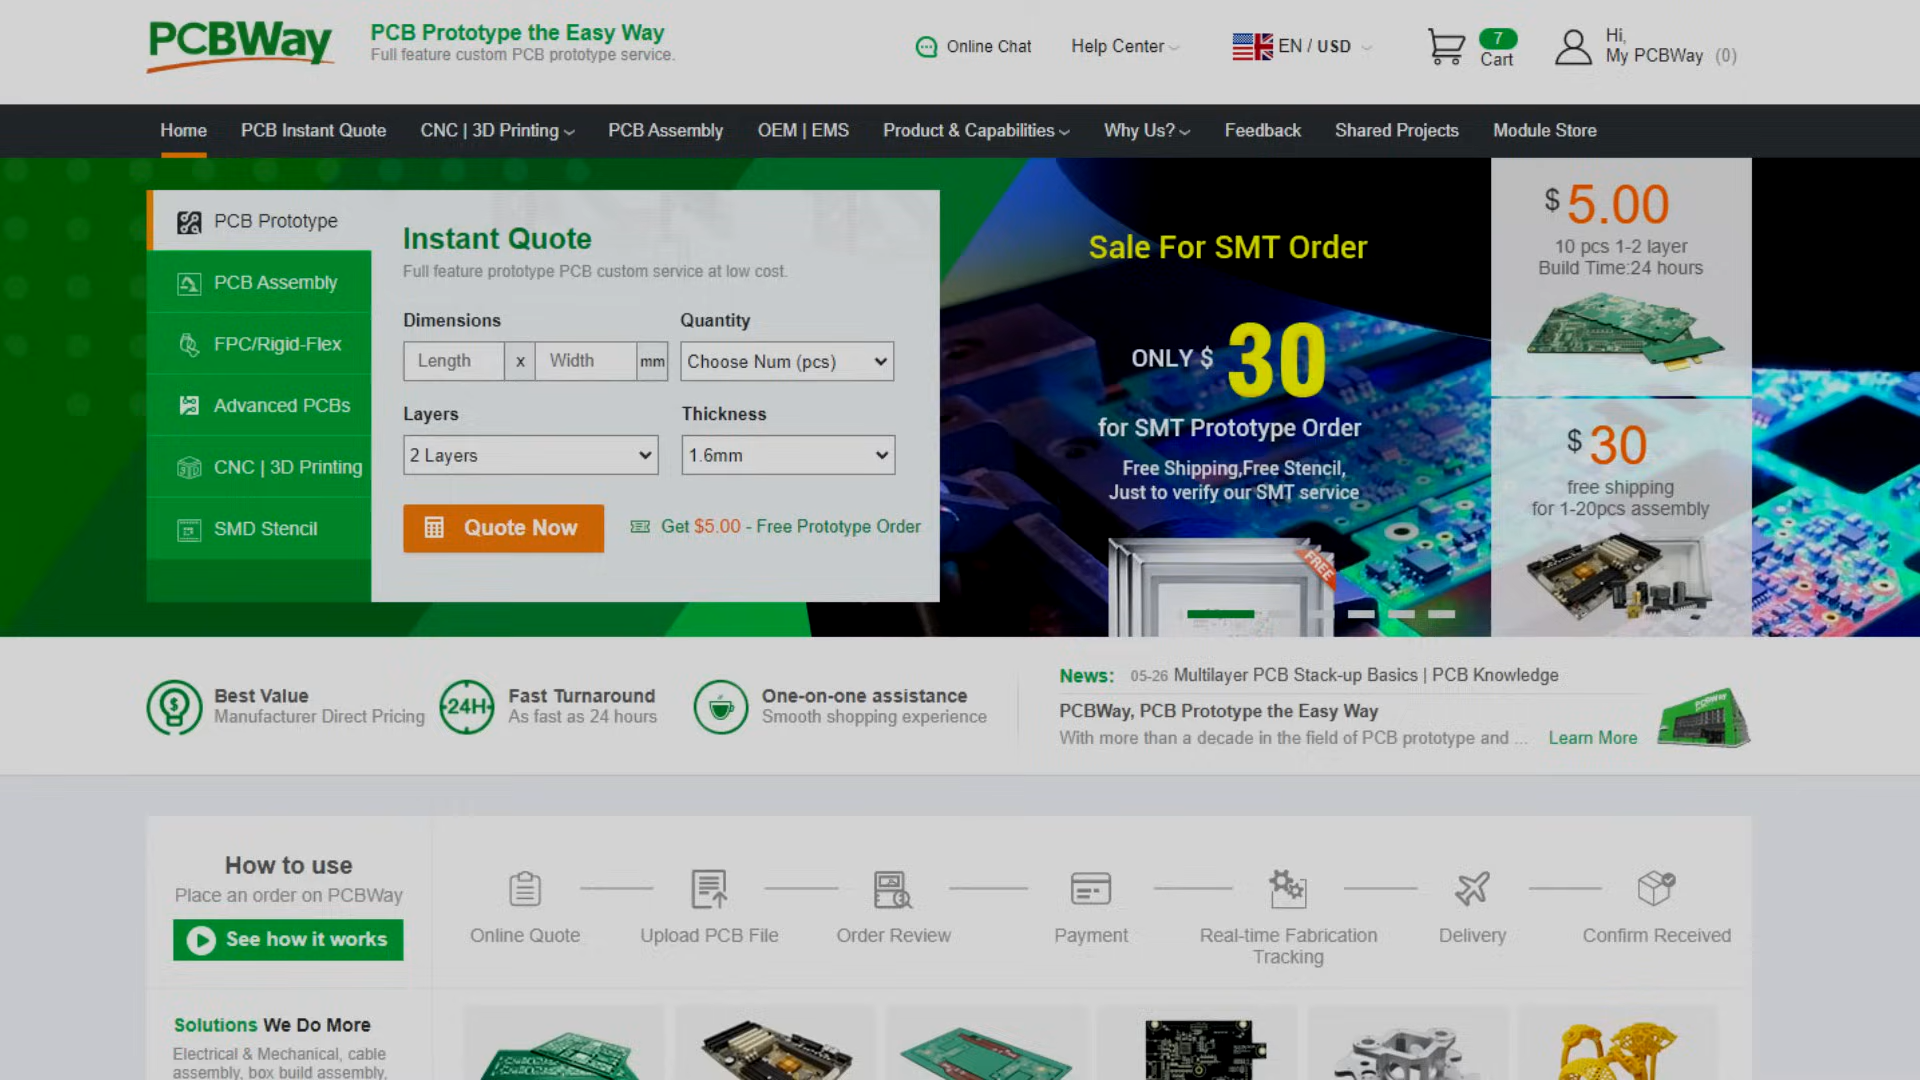 PCBWay
PCB Prototype the Easy Way
Full feature custom PCB prototype service.
Online Chat
Help Center
EN / USD
7
Cart
Hi,
My PCBWay (0)
Home
PCB Instant Quote
CNC | 3D Printing
PCB Assembly
OEM | EMS
Product & Capabilities
Why Us?
Feedback
Shared Projects
Module Store
PCB Prototype
PCB Assembly
FPC/Rigid-Flex
Advanced PCBs
CNC | 3D Printing
SMD Stencil
Instant Quote
Full feature prototype PCB custom service at low cost.
Dimensions
Quantity
Length x Width mm
Choose Num (pcs)
Layers
Thickness
2 Layers
1.6mm
Quote Now
Get $5.00 - Free Prototype Order
Sale For SMT Order
ONLY $ 30
for SMT Prototype Order
Free Shipping,Free Stencil,
Just to verify our SMT service
FREE
$ 5.00
10 pcs 1-2 layer
Build Time:24 hours
$ 30
free shipping
for 1-20pcs assembly
Best Value
Manufacturer Direct Pricing
24H
Fast Turnaround
As fast as 24 hours
One-on-one assistance
Smooth shopping experience
News: 05-26 Multilayer PCB Stack-up Basics | PCB Knowledge
PCBWay, PCB Prototype the Easy Way
With more than a decade in the field of PCB prototype and ... Learn More
How to use
Place an order on PCBWay
See how it works
Online Quote
Upload PCB File
Order Review
Payment
Real-time Fabrication
Tracking
Delivery
Confirm Received
Solutions We Do More
Electrical & Mechanical, cable
assembly, box build assembly,